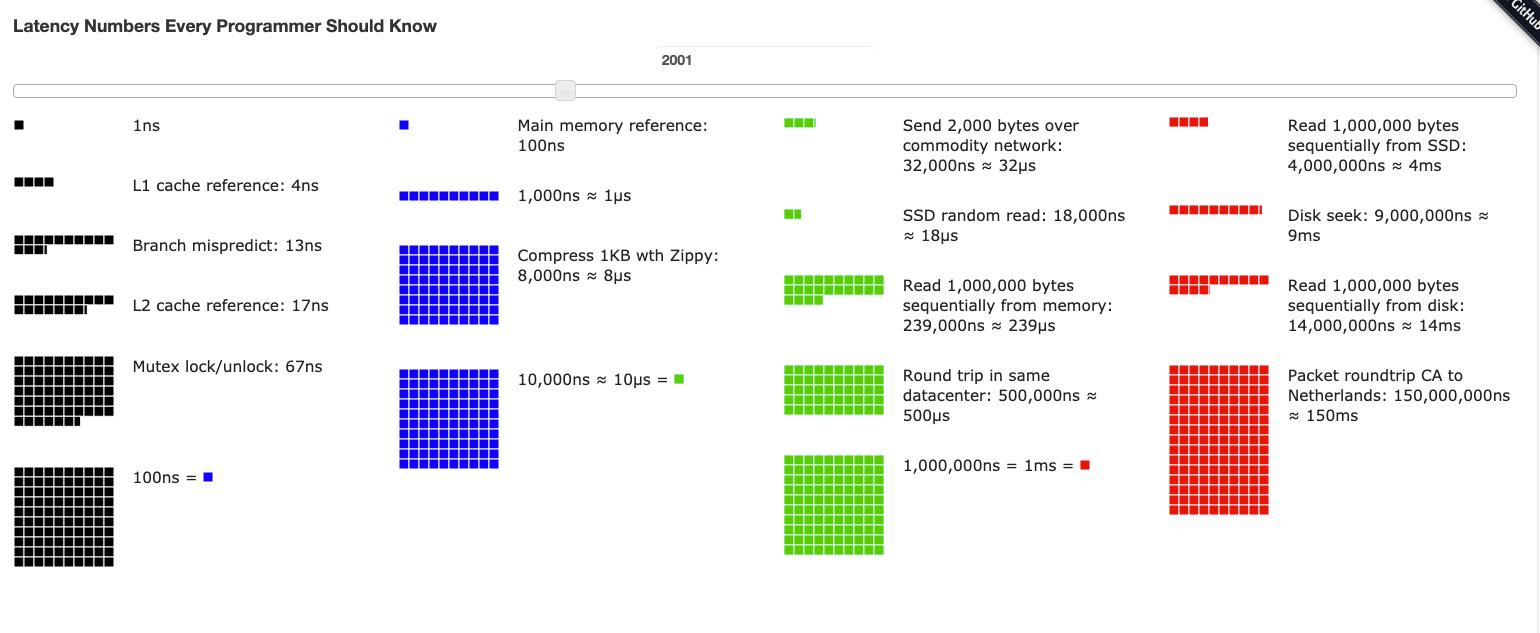 Latency Numbers Every Programmer Should Know
GitHub
2001
1ns
L1 cache reference: 4ns
Branch mispredict: 13ns
L2 cache reference: 17ns
Mutex lock/unlock: 67ns
100ns =
Main memory reference:
100ns
1,000ns ≈ 1μs
Compress 1KB wth Zippy:
8,000ns ≈ 8μs
10,000ns ≈ 10μs =
Send 2,000 bytes over
commodity network:
32,000ns ≈ 32μs
SSD random read: 18,000ns
≈ 18μs
Read 1,000,000 bytes
sequentially from memory:
239,000ns ≈ 239μs
Round trip in same
datacenter: 500,000ns ≈
500μs
1,000,000ns = 1ms =
Read 1,000,000 bytes
sequentially from SSD:
4,000,000ns ≈ 4ms
Disk seek: 9,000,000ns ≈
9ms
Read 1,000,000 bytes
sequentially from disk:
14,000,000ns ≈ 14ms
Packet roundtrip CA to
Netherlands: 150,000,000ns
≈ 150ms